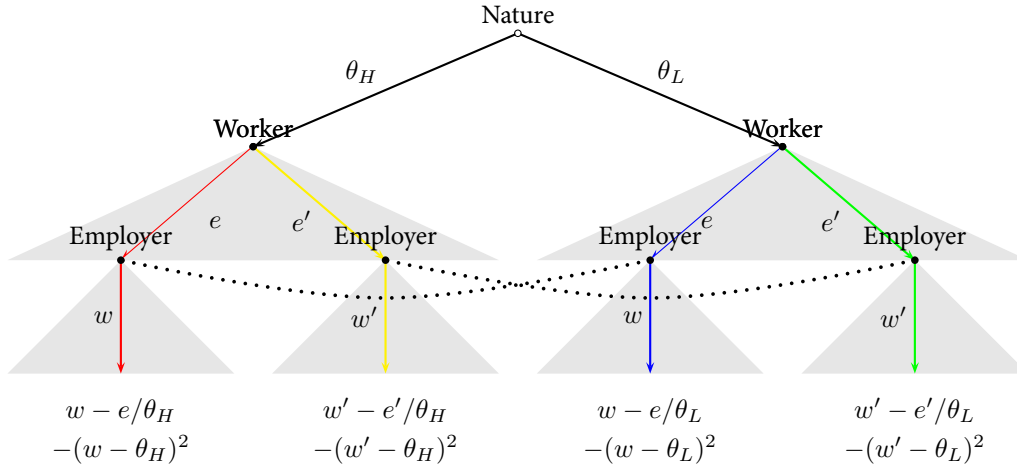 Nature
θ_H θ_L
Worker Worker
e e′ e e′
Employer Employer Employer Employer
w w′ w w′
w − e/θ_H w′ − e′/θ_H w − e/θ_L w′ − e′/θ_L
−(w − θ_H)² −(w′ − θ_H)² −(w − θ_L)² −(w′ − θ_L)²